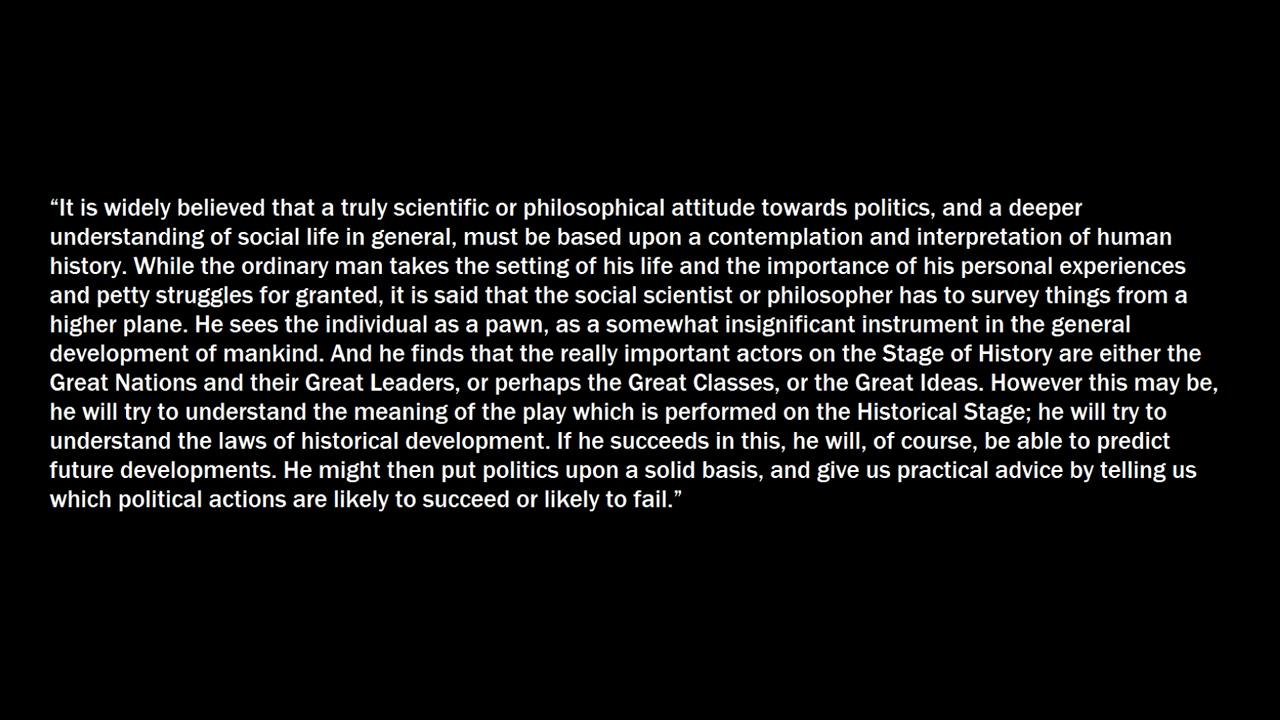 “It is widely believed that a truly scientific or philosophical attitude towards politics, and a deeper
understanding of social life in general, must be based upon a contemplation and interpretation of human
history. While the ordinary man takes the setting of his life and the importance of his personal experiences
and petty struggles for granted, it is said that the social scientist or philosopher has to survey things from a
higher plane. He sees the individual as a pawn, as a somewhat insignificant instrument in the general
development of mankind. And he finds that the really important actors on the Stage of History are either the
Great Nations and their Great Leaders, or perhaps the Great Classes, or the Great Ideas. However this may be,
he will try to understand the meaning of the play which is performed on the Historical Stage; he will try to
understand the laws of historical development. If he succeeds in this, he will, of course, be able to predict
future developments. He might then put politics upon a solid basis, and give us practical advice by telling us
which political actions are likely to succeed or likely to fail.”